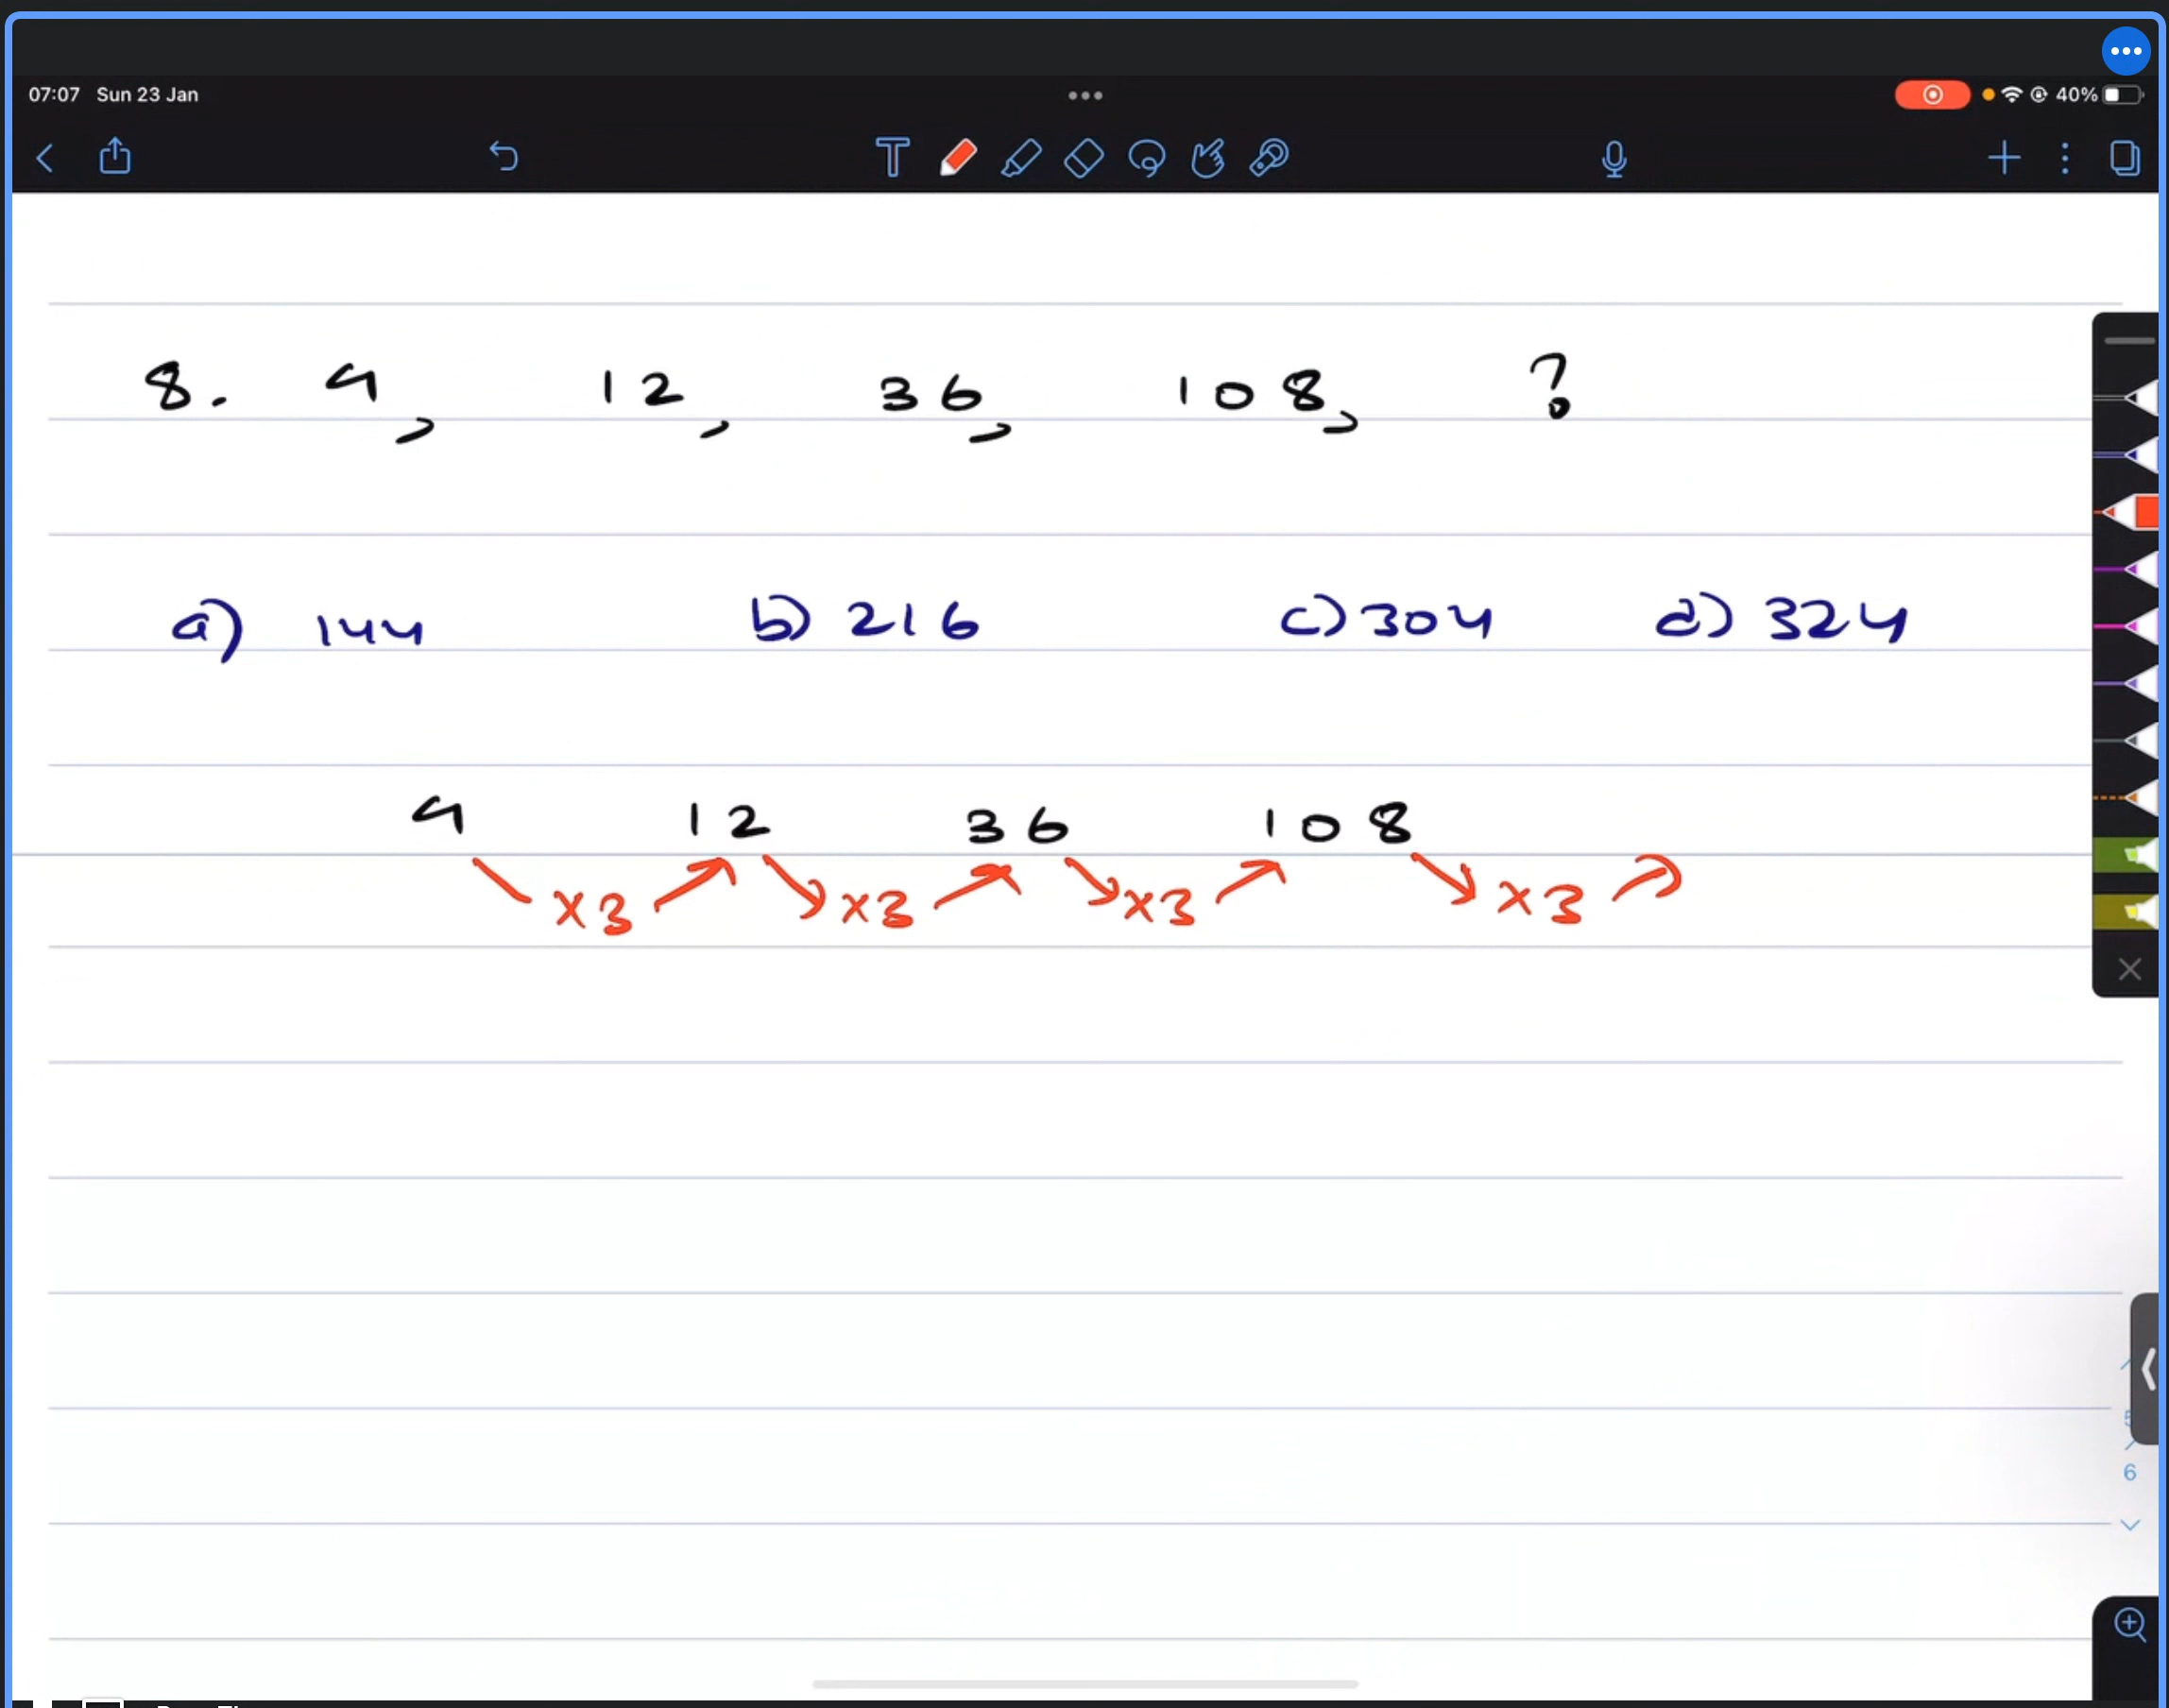 07:07 Sun 23 Jan 40%
8. 4, 12, 36, 108, ?
a) 144 b) 216 c) 304 d) 324
4 12 36 108
x3 x3 x3 x3
6